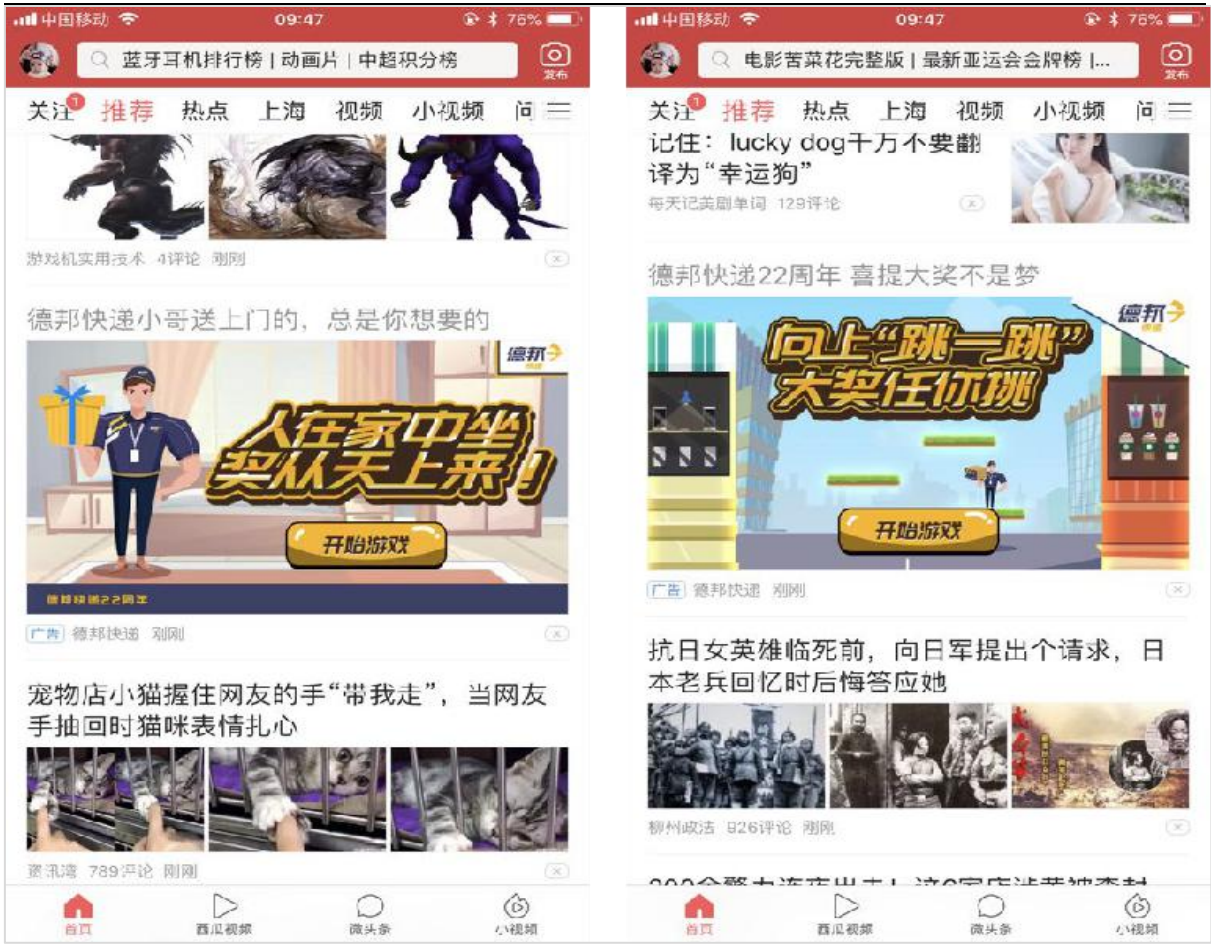 中国移动 09:47 76%
蓝牙耳机排行榜 | 动画片 | 中超积分榜
发布
关注 1 推荐 热点 上海 视频 小视频 问
游戏机实用技术 4评论 刚刚
德邦快递小哥送上门的，总是你想要的
德邦
快递
人在家中坐
奖从天上来！
开始游戏
德邦快递22周年
广告 德邦快递 刚刚
宠物店小猫握住网友的手“带我走”，当网友
手抽回时猫咪表情扎心
资讯湾 789评论 刚刚
首页 西瓜视频 微头条 小视频
中国移动 09:47 76%
电影苦菜花完整版 | 最新亚运会金牌榜 |...
发布
关注 1 推荐 热点 上海 视频 小视频 问
记住：lucky dog千万不要翻
译为“幸运狗”
每天记美剧单词 129评论
德邦快递22周年 喜提大奖不是梦
德邦
快递
向上“跳一跳”
大奖任你挑
开始游戏
广告 德邦快递 刚刚
抗日女英雄临死前，向日军提出个请求，日
本老兵回忆时后悔答应她
柳州政法 926评论 刚刚
首页 西瓜视频 微头条 小视频